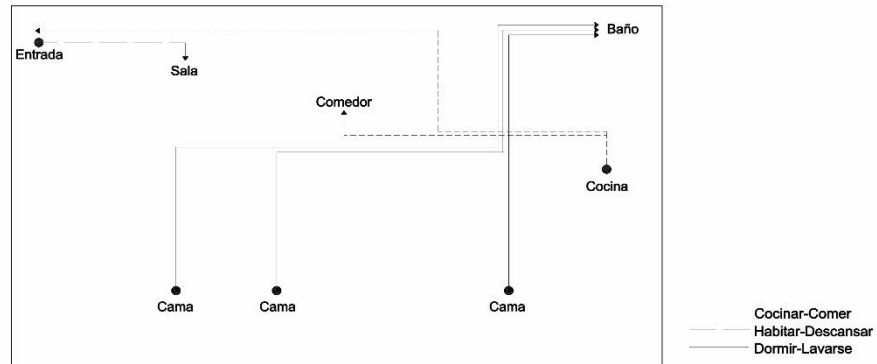 Baño
Entrada
Sala
Comedor
Cocina
Cama
Cama
Cama
Cocinar-Comer
Habitar-Descansar
Dormir-Lavarse